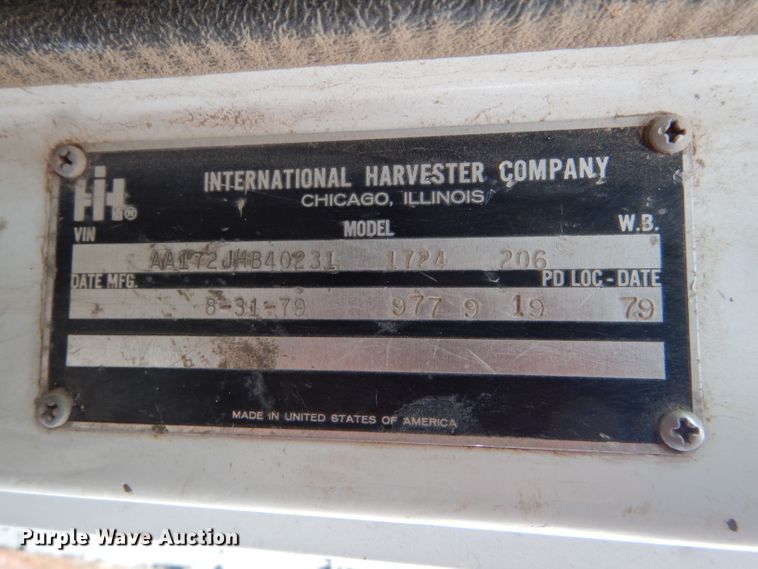 INTERNATIONAL HARVESTER COMPANY
CHICAGO, ILLINOIS
IH®
VIN MODEL W.B.
AA172JHB40231 1724 206
DATE MFG. PD LOC-DATE
8-31-78 977 9 19 79
MADE IN UNITED STATES OF AMERICA
Purple Wave Auction